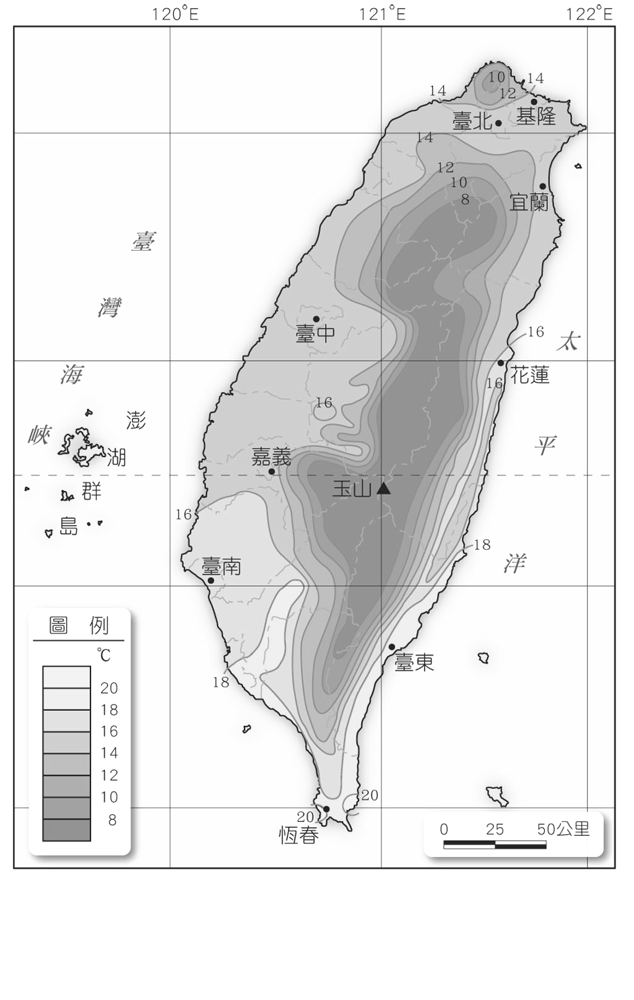 120°E
121°E
122°E
10
14
14
12
基隆
臺北
14
12
10
8
宜蘭
臺
灣
海
峽
臺中
16
太
平
洋
花蓮
16
16
澎
湖
群
島
嘉義
玉山
16
18
臺南
臺東
18
20
20
恆春
圖 例
℃
20
18
16
14
12
10
8
0 25 50公里